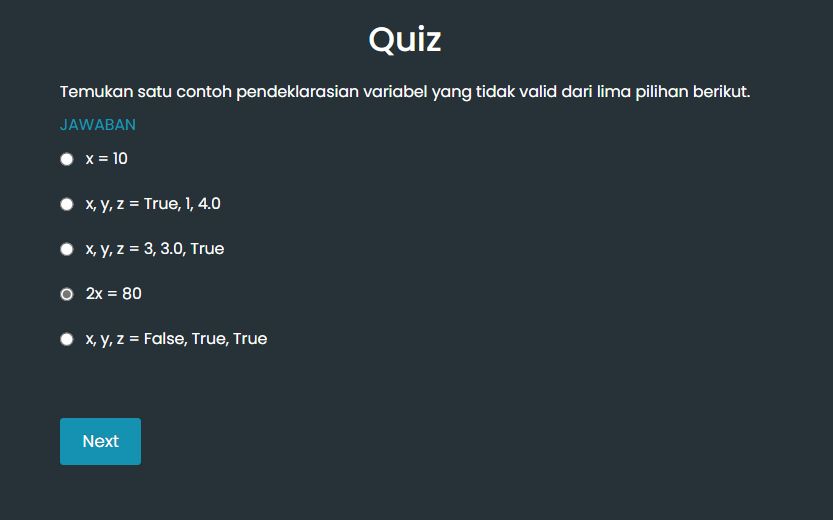 Quiz
Temukan satu contoh pendeklarasian variabel yang tidak valid dari lima pilihan berikut.
JAWABAN
x = 10
x, y, z = True, 1, 4.0
x, y, z = 3, 3.0, True
2x = 80
x, y, z = False, True, True
Next